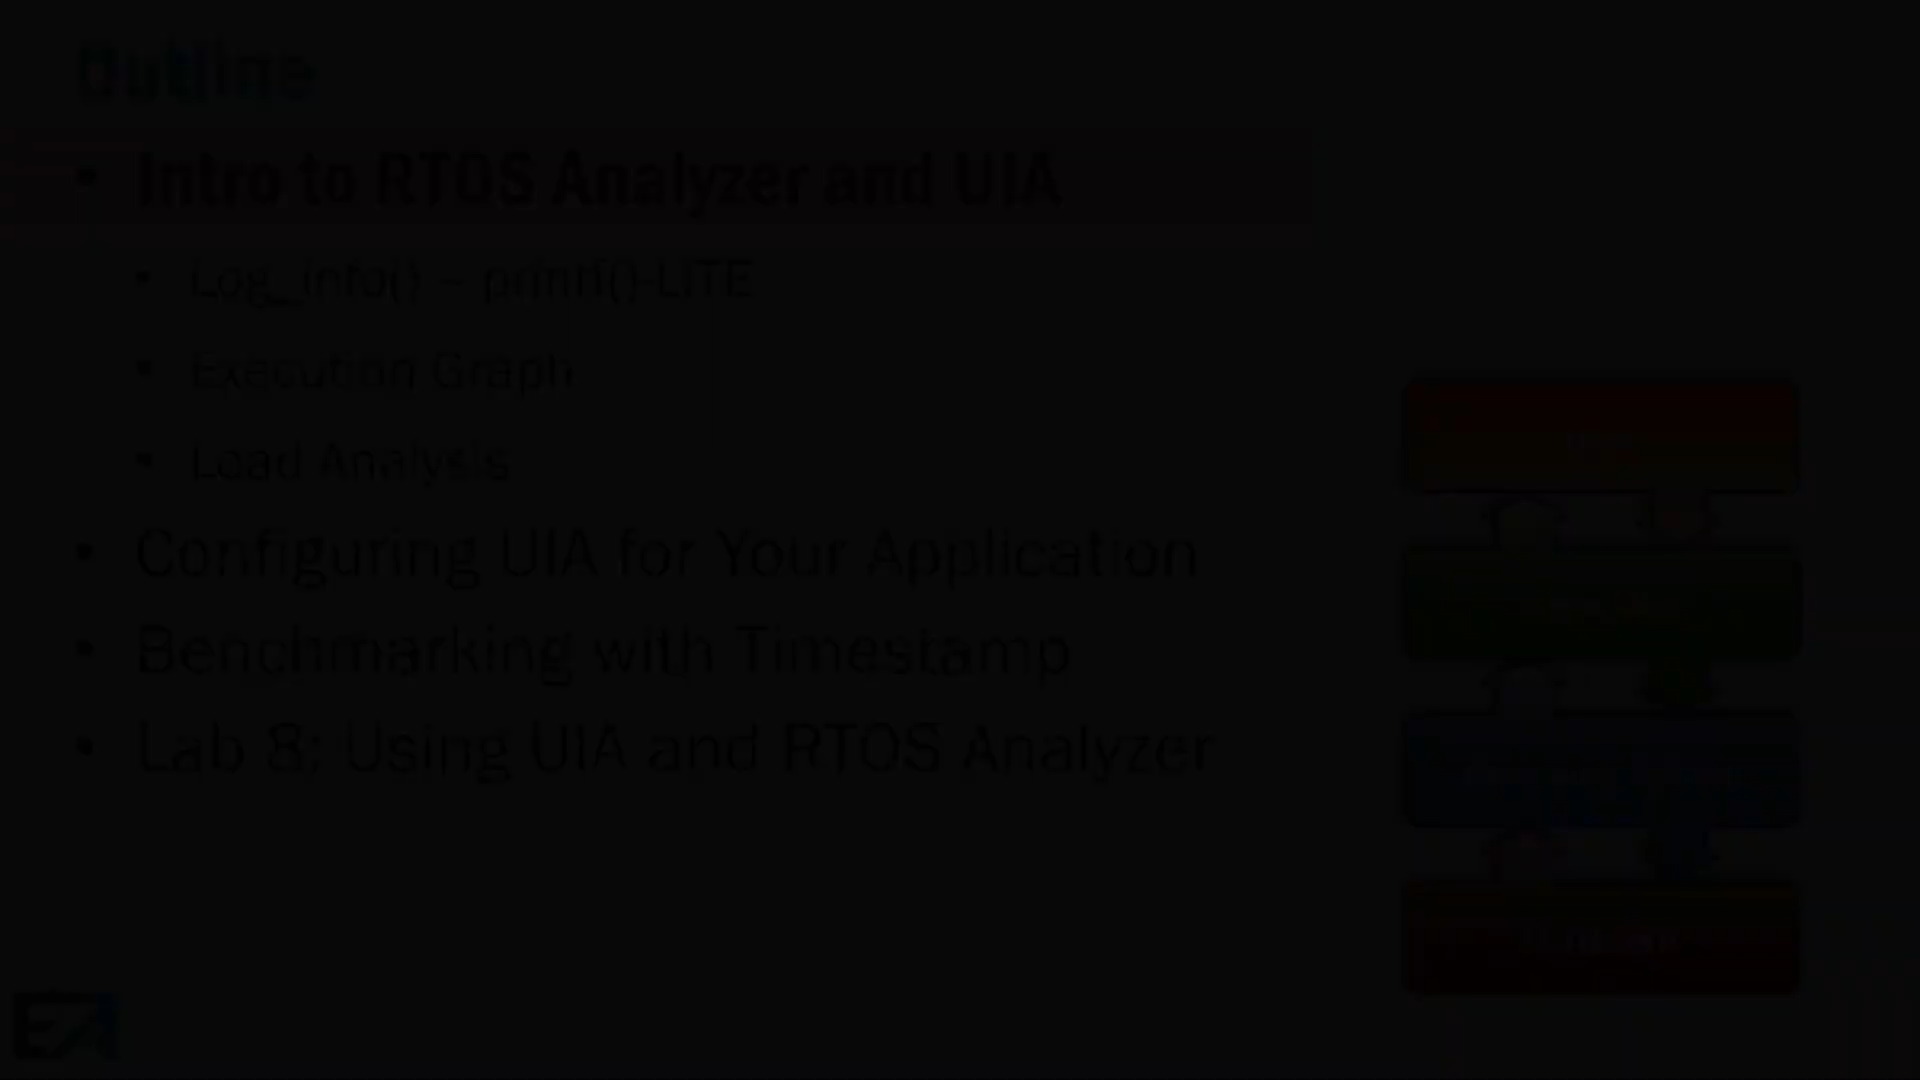 Outline
• Intro to RTOS Analyzer and UIA
• Log_info() – printf()-LITE
• Execution Graph
• Load Analysis
• Configuring UIA for Your Application
• Benchmarking with Timestamp
• Lab 8: Using UIA and RTOS Analyzer